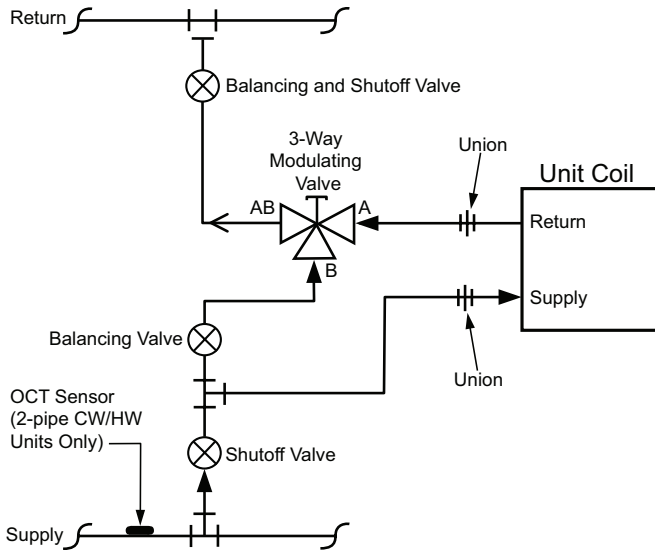 Return
Balancing and Shutoff Valve
3-Way
Modulating
Valve
Union
Unit Coil
AB
A
Return
B
Supply
Balancing Valve
Union
OCT Sensor
(2-pipe CW/HW
Units Only)
Shutoff Valve
Supply